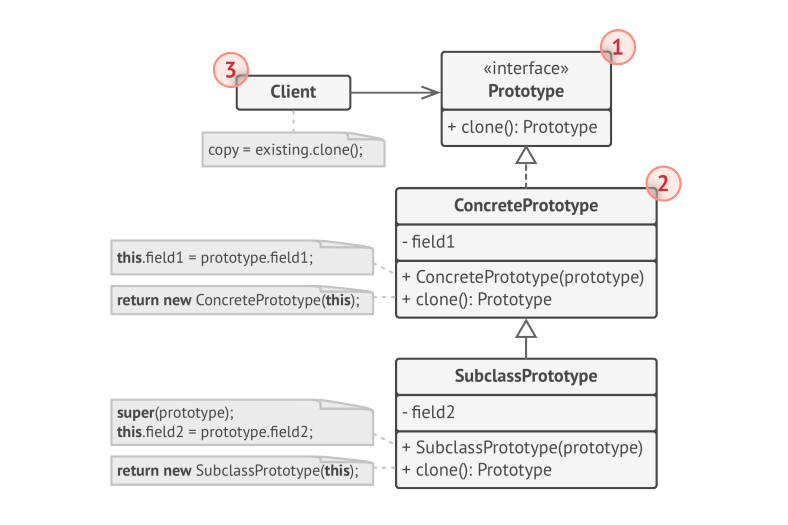 3
Client
copy = existing.clone();
1
«interface»
Prototype
+ clone(): Prototype
2
ConcretePrototype
- field1
+ ConcretePrototype(prototype)
+ clone(): Prototype
this.field1 = prototype.field1;
return new ConcretePrototype(this);
SubclassPrototype
- field2
+ SubclassPrototype(prototype)
+ clone(): Prototype
super(prototype);
this.field2 = prototype.field2;
return new SubclassPrototype(this);